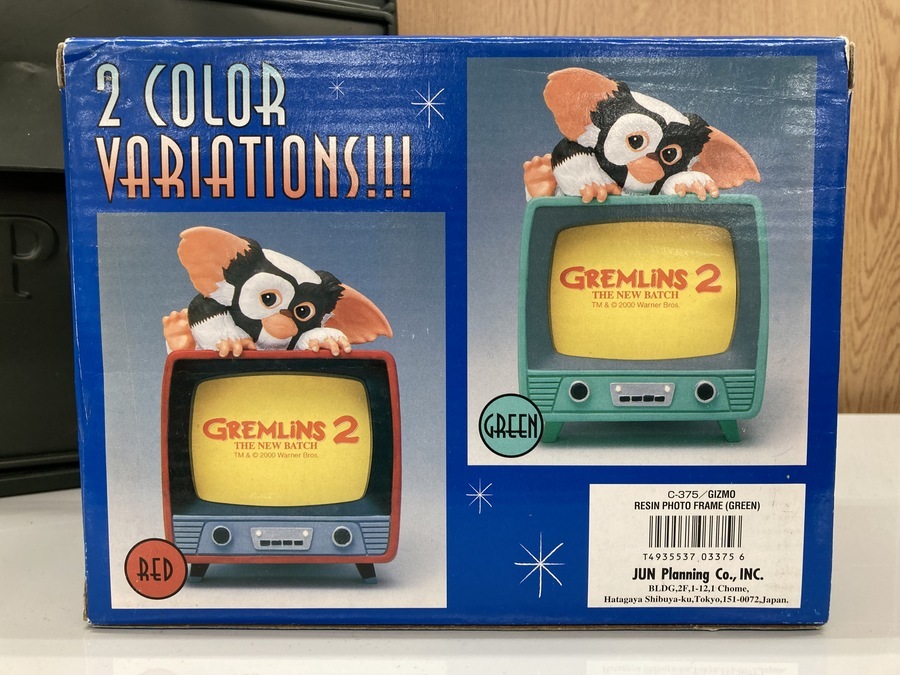 2 COLOR
VARIATIONS!!!
GREMLiNS 2
THE NEW BATCH
TM & © 2000 Warner Bros.
GREEN
GREMLiNS 2
THE NEW BATCH
TM & © 2000 Warner Bros.
RED
C-375／GIZMO
RESIN PHOTO FRAME (GREEN)
T4935537 03375 6
JUN Planning Co., INC.
BLDG,2F,1-12,1 Chome,
Hatagaya Shibuya-ku,Tokyo,151-0072,Japan.
P